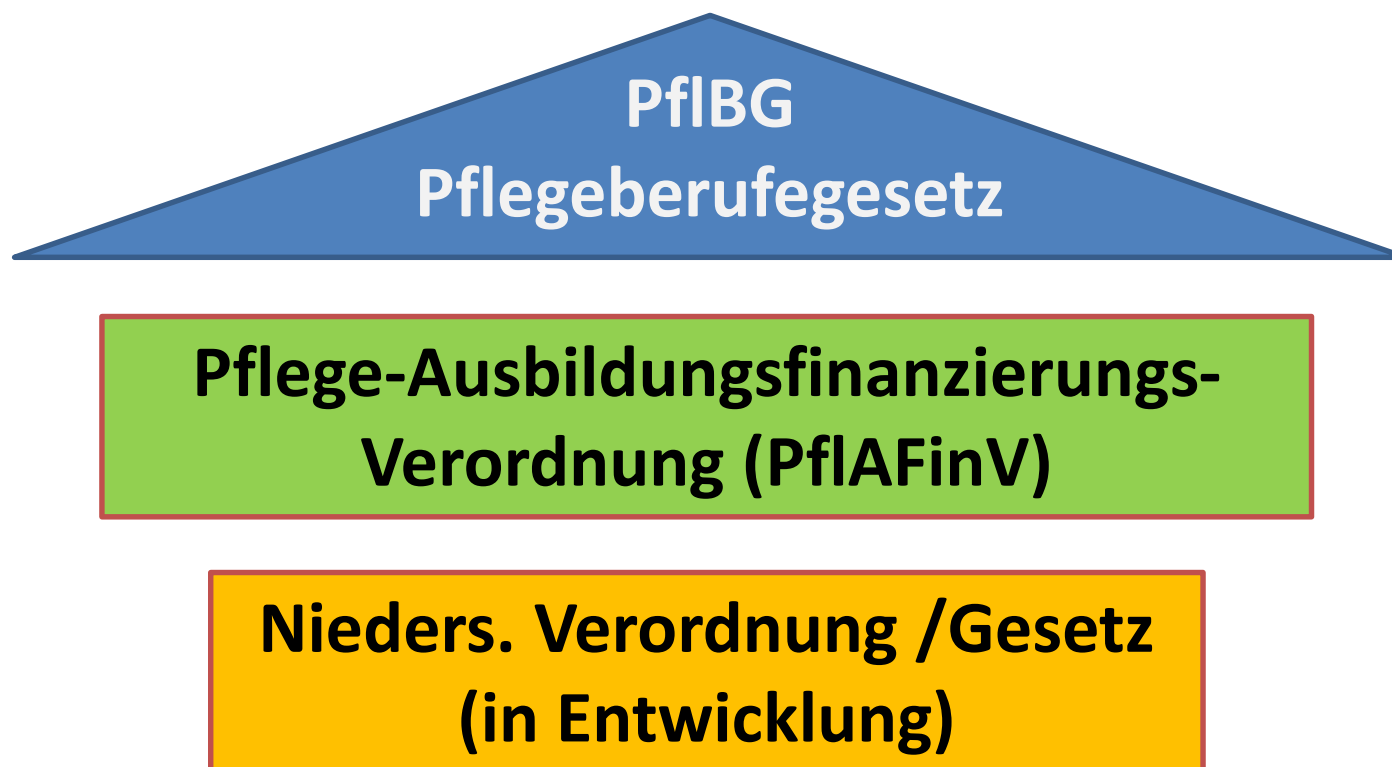 PflBG
Pflegeberufegesetz
Pflege-Ausbildungsfinanzierungs-
Verordnung (PflAFinV)
Nieders. Verordnung /Gesetz
(in Entwicklung)